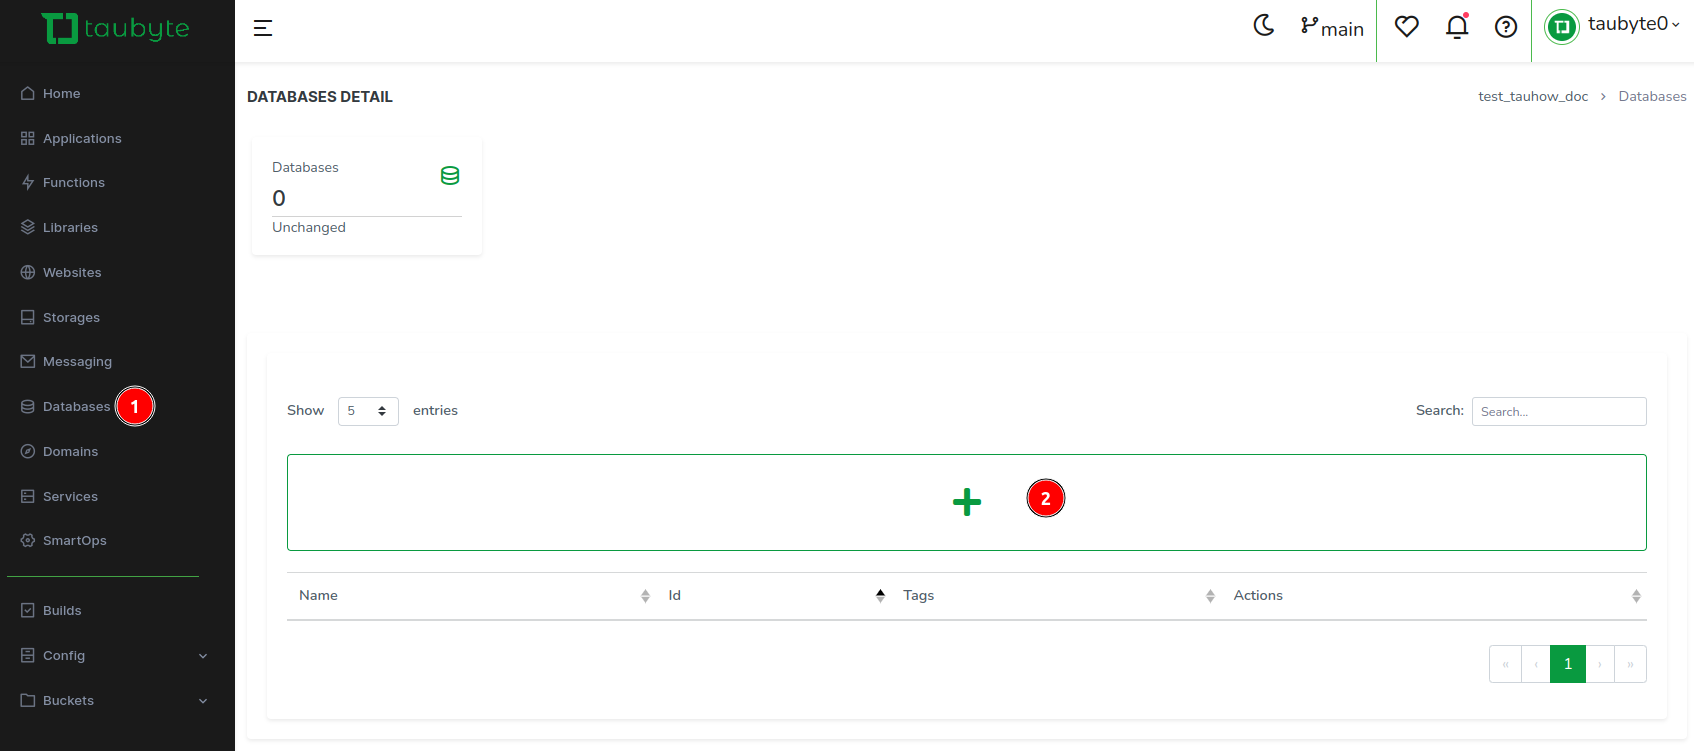 taubyte
main
taubyte0
Home
Applications
Functions
Libraries
Websites
Storages
Messaging
Databases 1
Domains
Services
SmartOps
Builds
Config
Buckets
DATABASES DETAIL
test_tauhow_doc > Databases
Databases
0
Unchanged
Show 5 entries
Search: Search...
+ 2
Name Id Tags Actions
« ‹ 1 › »